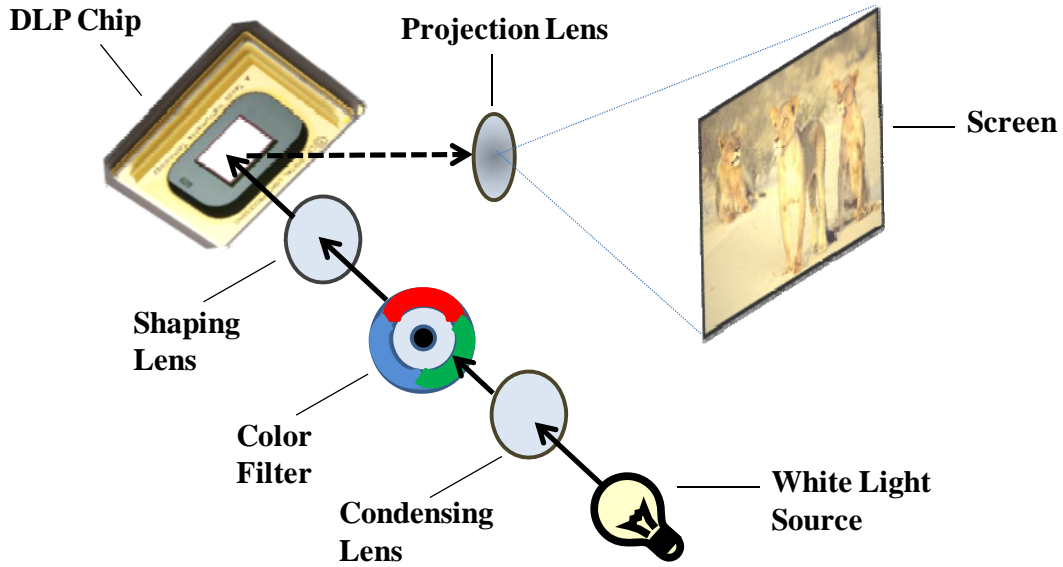 DLP Chip
Projection Lens
Screen
Shaping
Lens
Color
Filter
Condensing
Lens
White Light
Source